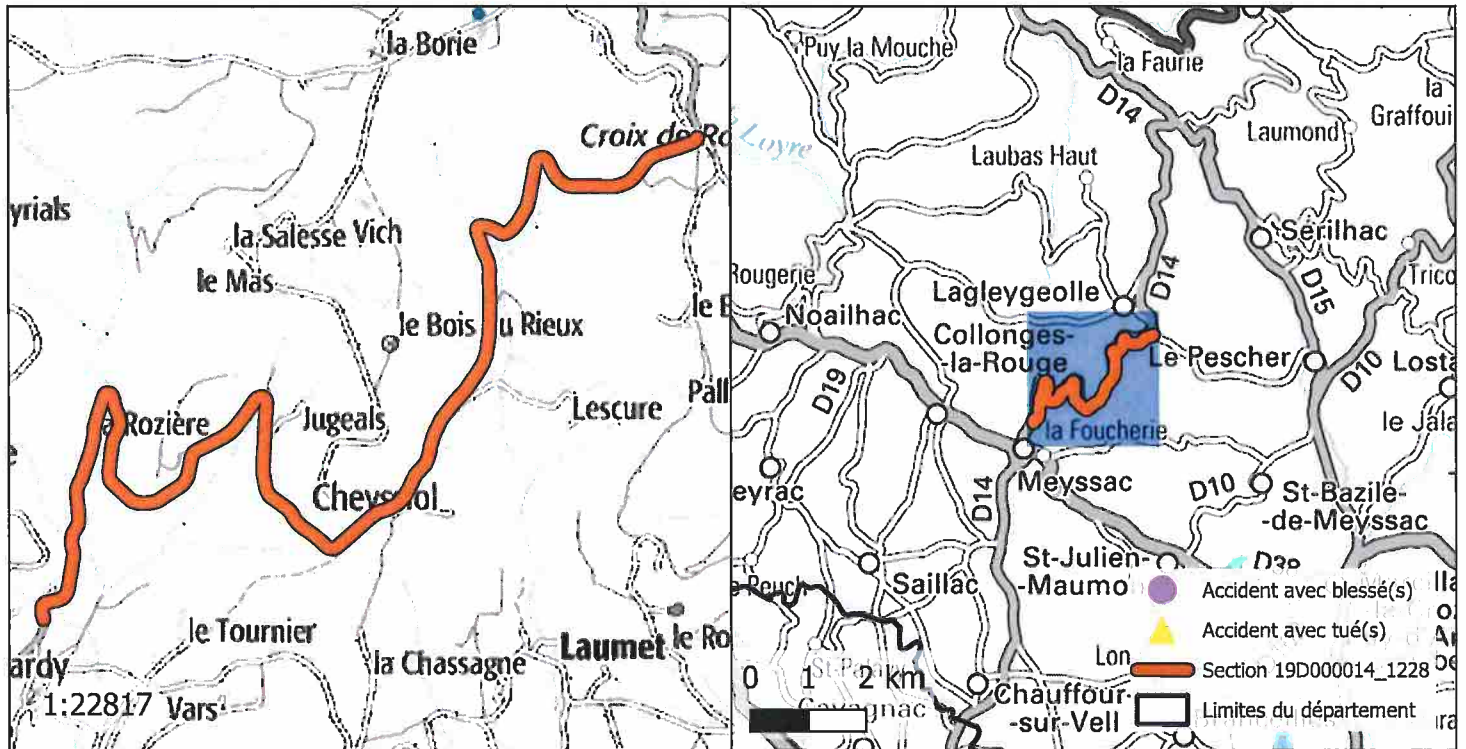 la Borie
Croix de Ro
yrials
la Salesse Vich
le Mas
le Bois du Rieux
le B
la Rozière
Jugeals
Lescure
Pall
Cheyssiol
le Tournier
la Chassagne
Laumet
le Ro
ardy
1:22817
Vars
Puy la Mouche
la Faurie
D14
la
Graffoui
Laumond
Loyre
Laubas Haut
Sérilhac
Rougerie
D14
Trico
Lagleygeolle
D15
Noailhac
Collonges-
-la-Rouge
Le Pescher
D10
Losta
D19
la Foucherie
le Jala
eyrac
Meyssac
D14
D10
St-Bazile-
-de-Meyssac
St-Julien-
-Maumo
D38
Saillac
Accident avec blessé(s)
Accident avec tué(s)
Lon
Section 19D000014_1228
0 1 2 km
Chauffour-
-sur-Vell
Limites du département